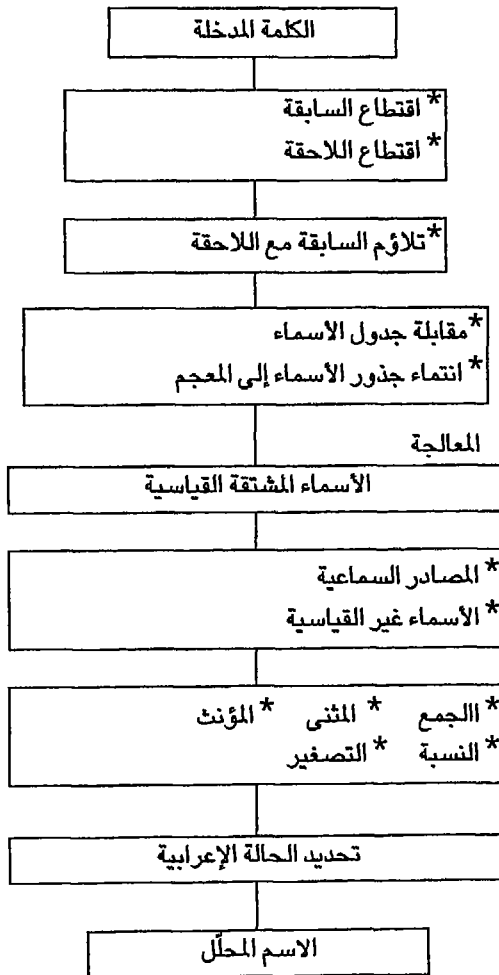 الكلمة المدخلة
* اقتطاع السابقة
* اقتطاع اللاحقة
*تلاؤم السابقة مع اللاحقة
*مقابلة جدول الأسماء
* انتماء جذور الأسماء إلى المعجم
المعالجة
الأسماء المشتقة القياسية
* المصادر السماعية
* الأسماء غير القياسية
* االجمع * المثنى * المؤنث
* النسبة * التصغير
تحديد الحالة الإعرابية
الاسم المحلّل